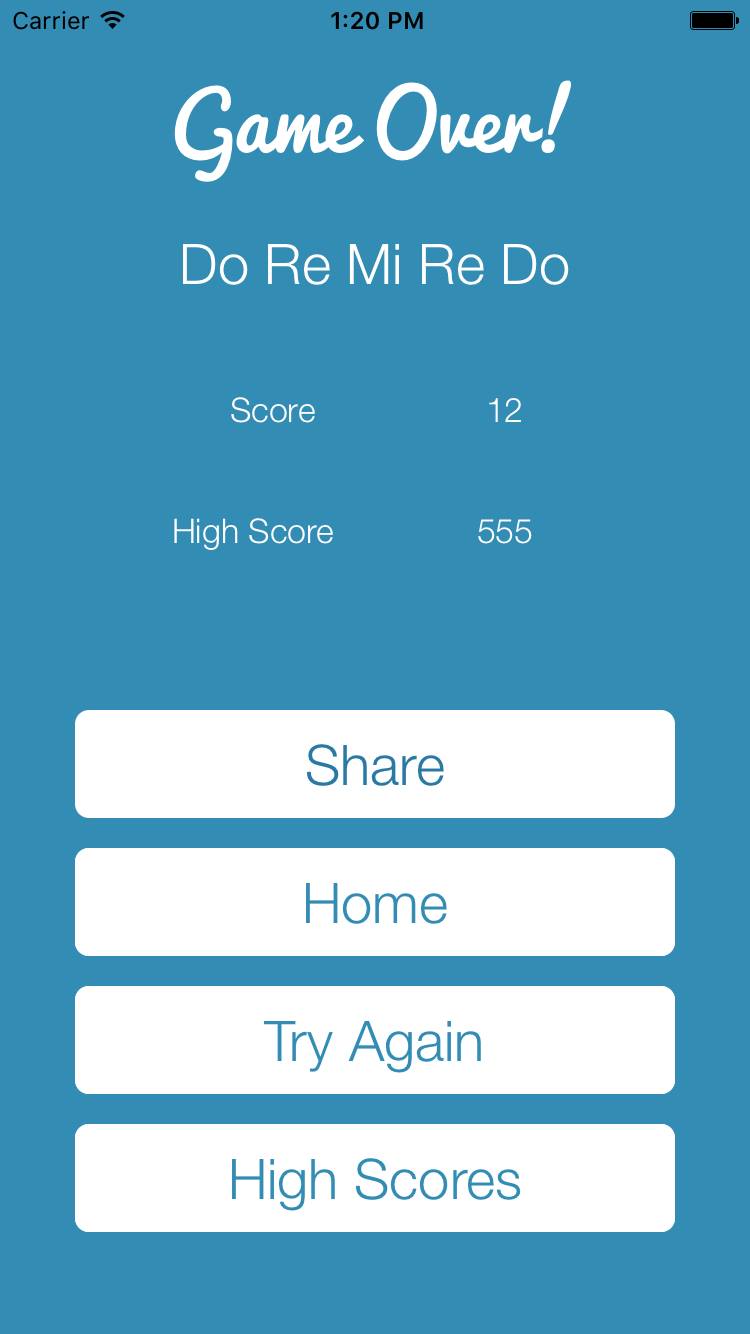 Carrier 1:20 PM
Game Over!
Do Re Mi Re Do
Score 12
High Score 555
Share
Home
Try Again
High Scores